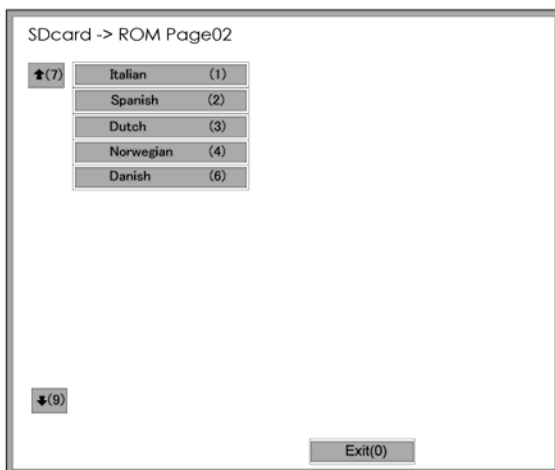 SDcard -> ROM Page02
⬆(7)
Italian (1)
Spanish (2)
Dutch (3)
Norwegian (4)
Danish (6)
⬇(9)
Exit(0)